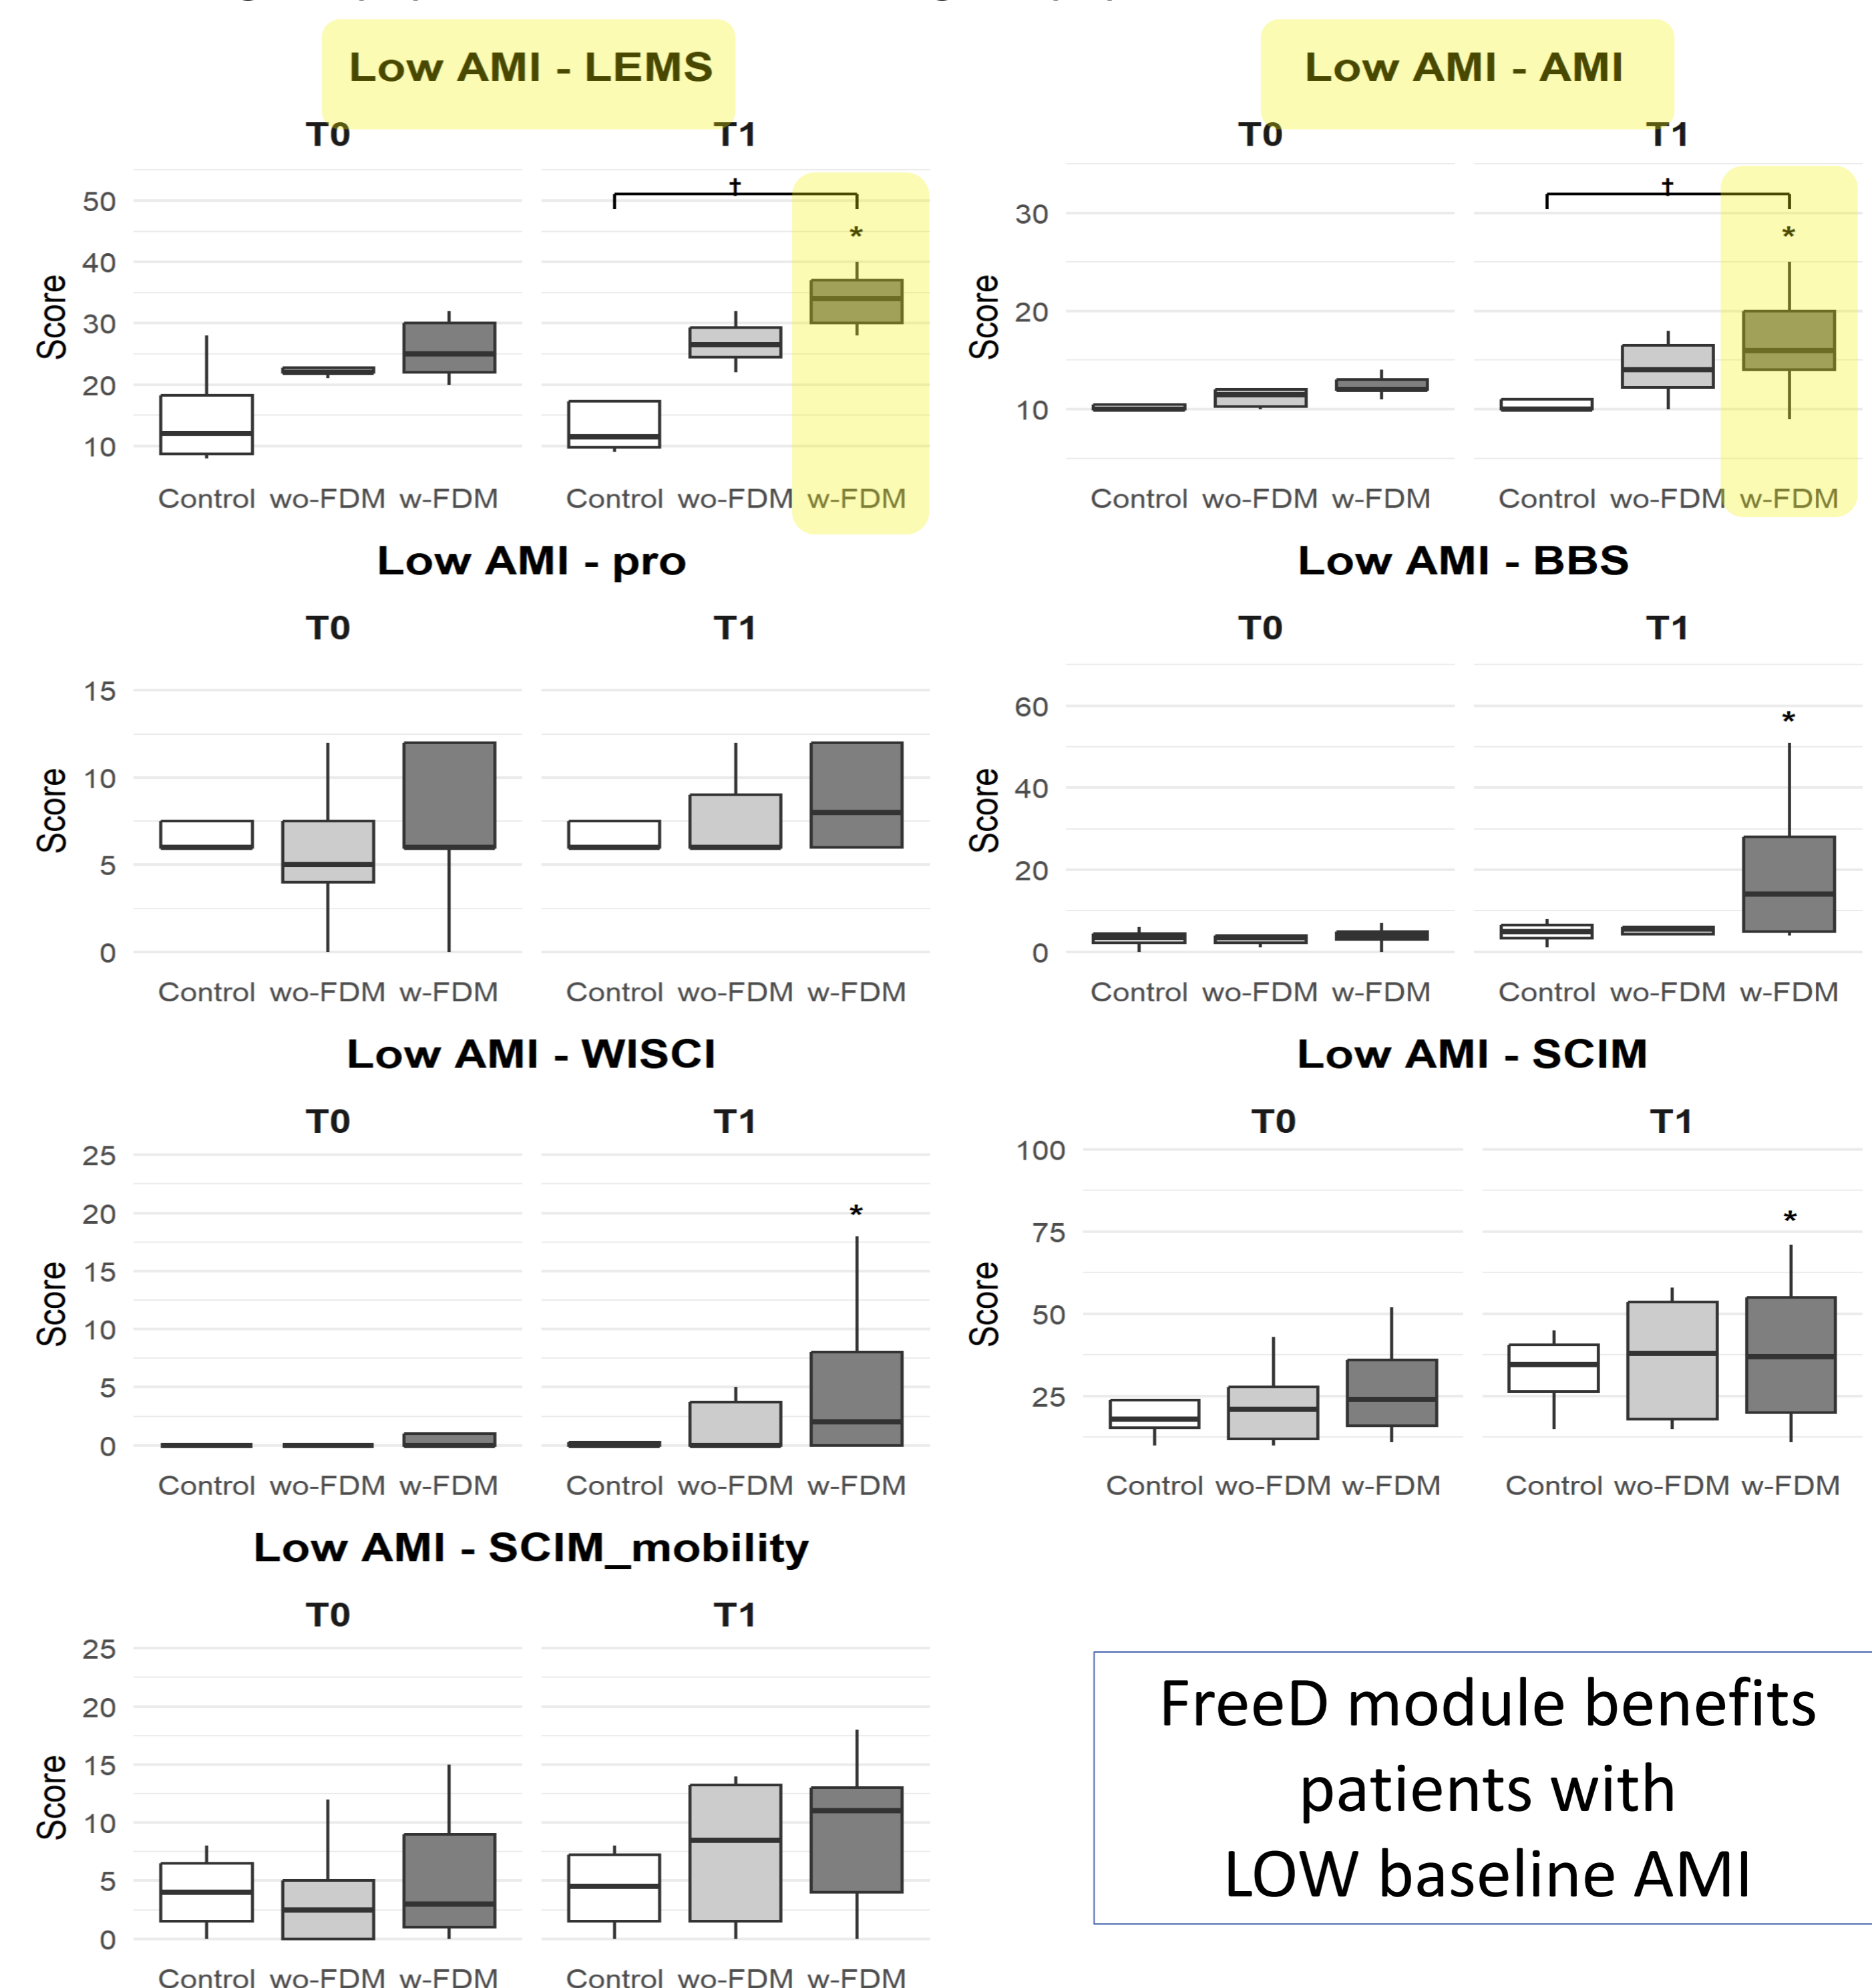 Low AMI - LEMS
T0 T1
Score
50
40
30
20
10
†
*
Control wo-FDM w-FDM Control wo-FDM w-FDM
Low AMI - AMI
T0 T1
Score
30
20
10
†
*
Control wo-FDM w-FDM Control wo-FDM w-FDM
Low AMI - pro
T0 T1
Score
15
10
5
0
Control wo-FDM w-FDM Control wo-FDM w-FDM
Low AMI - BBS
T0 T1
Score
60
40
20
0
*
Control wo-FDM w-FDM Control wo-FDM w-FDM
Low AMI - WISCI
T0 T1
Score
25
20
15
10
5
0
*
Control wo-FDM w-FDM Control wo-FDM w-FDM
Low AMI - SCIM
T0 T1
Score
100
75
50
25
*
Control wo-FDM w-FDM Control wo-FDM w-FDM
Low AMI - SCIM_mobility
T0 T1
Score
25
20
15
10
5
0
Control wo-FDM w-FDM Control wo-FDM w-FDM
FreeD module benefits
patients with
LOW baseline AMI